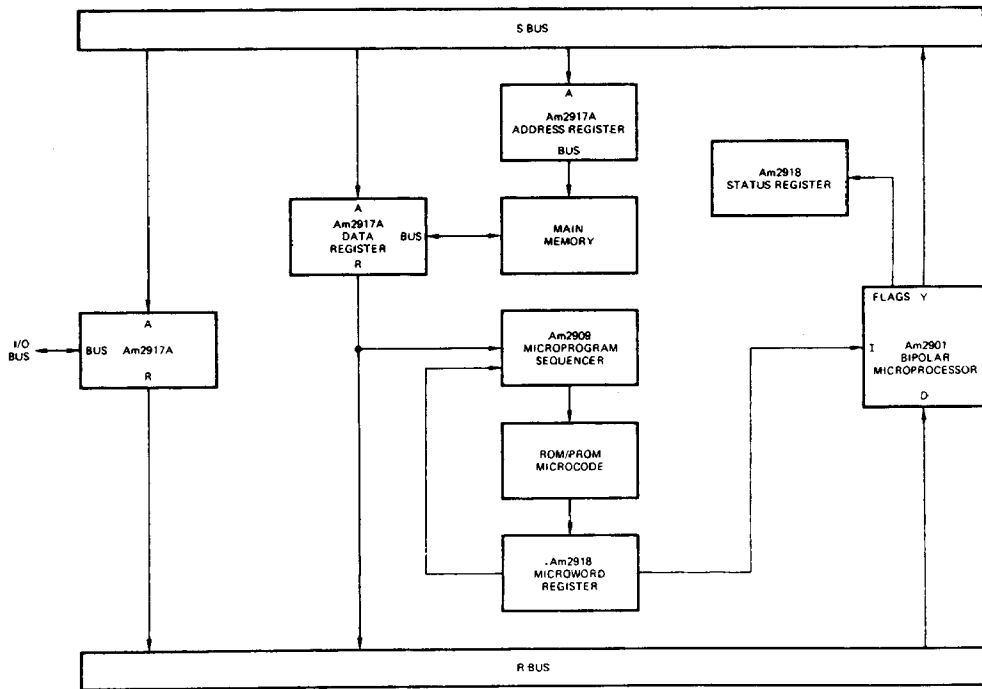 S BUS
A
Am2917A
ADDRESS REGISTER
BUS
Am2918
STATUS REGISTER
A
Am2917A
DATA
REGISTER
BUS
R
MAIN
MEMORY
FLAGS Y
I
Am2901
BIPOLAR
MICROPROCESSOR
D
I/O
BUS
A
BUS Am2917A
R
Am2909
MICROPROGRAM
SEQUENCER
ROM/PROM
MICROCODE
Am2918
MICROWORD
REGISTER
R BUS